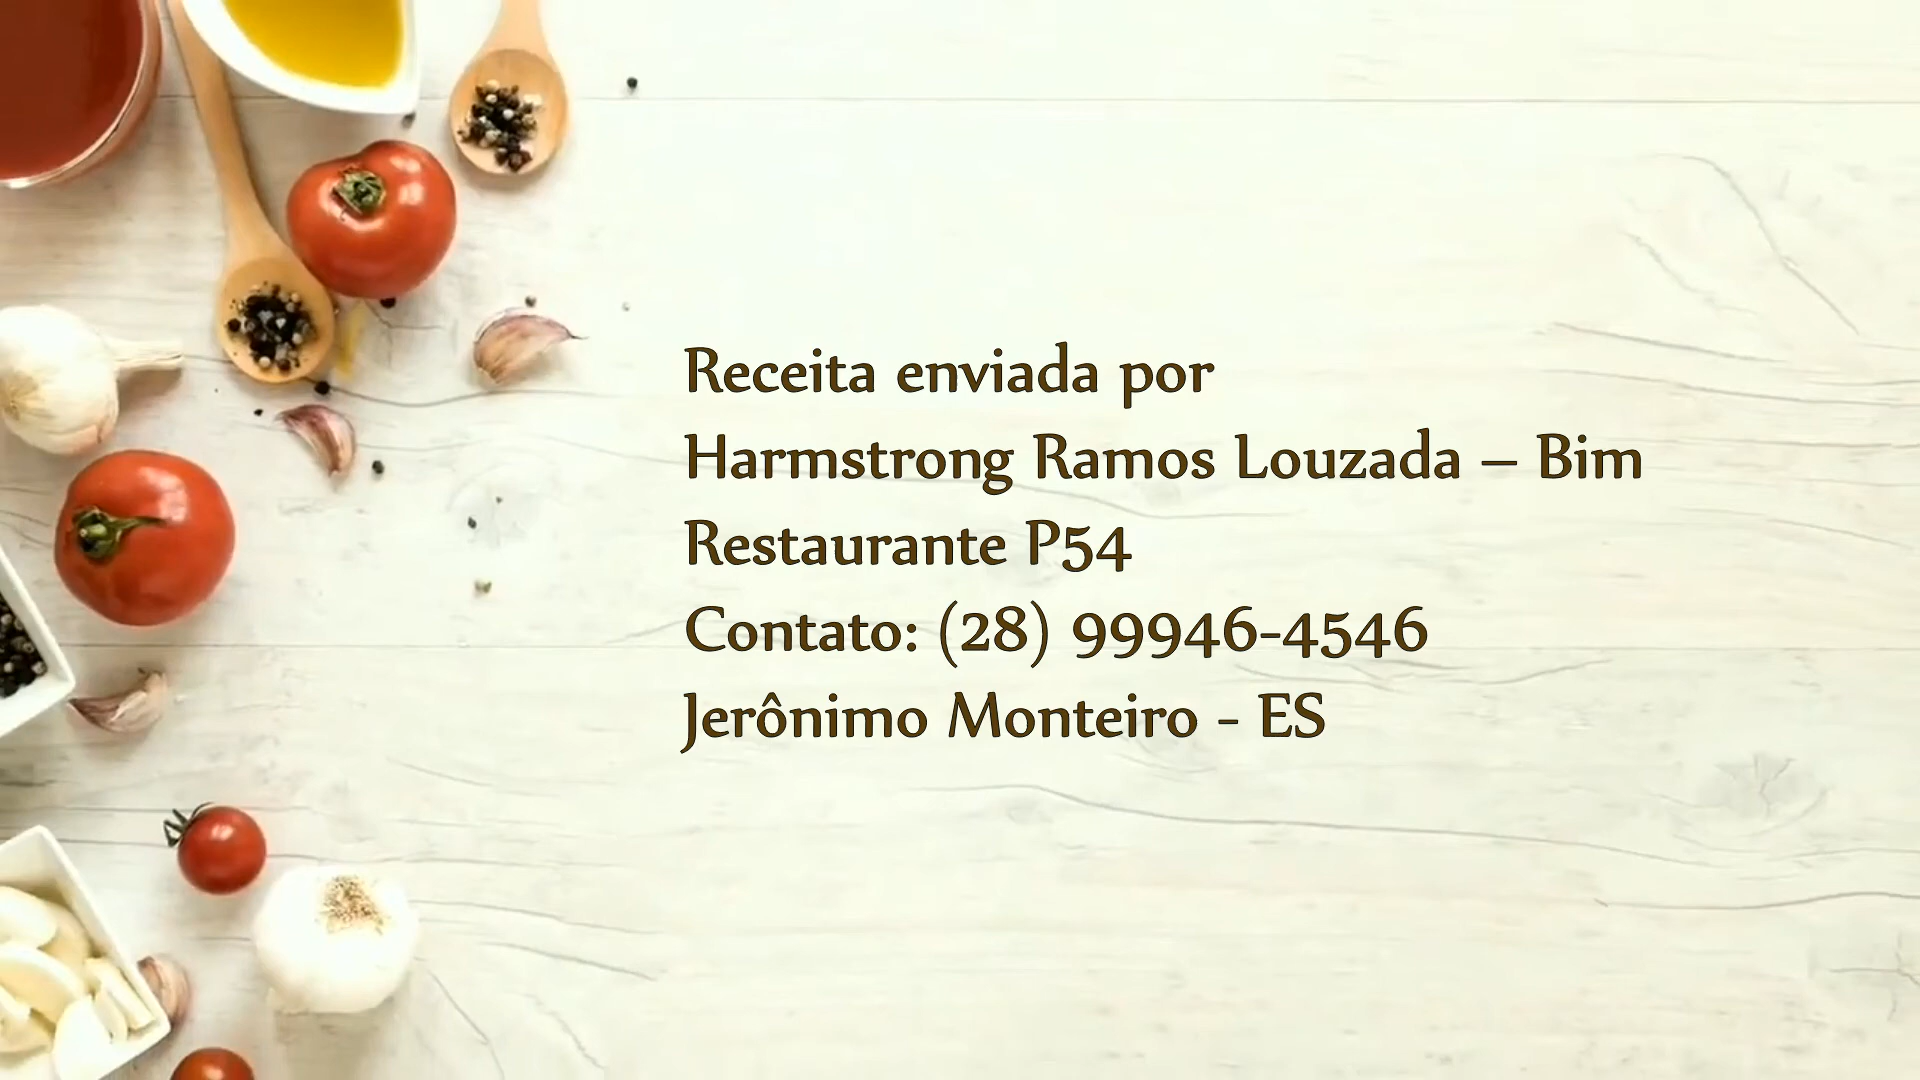 Receita enviada por
Harmstrong Ramos Louzada – Bim
Restaurante P54
Contato: (28) 99946-4546
Jerônimo Monteiro - ES